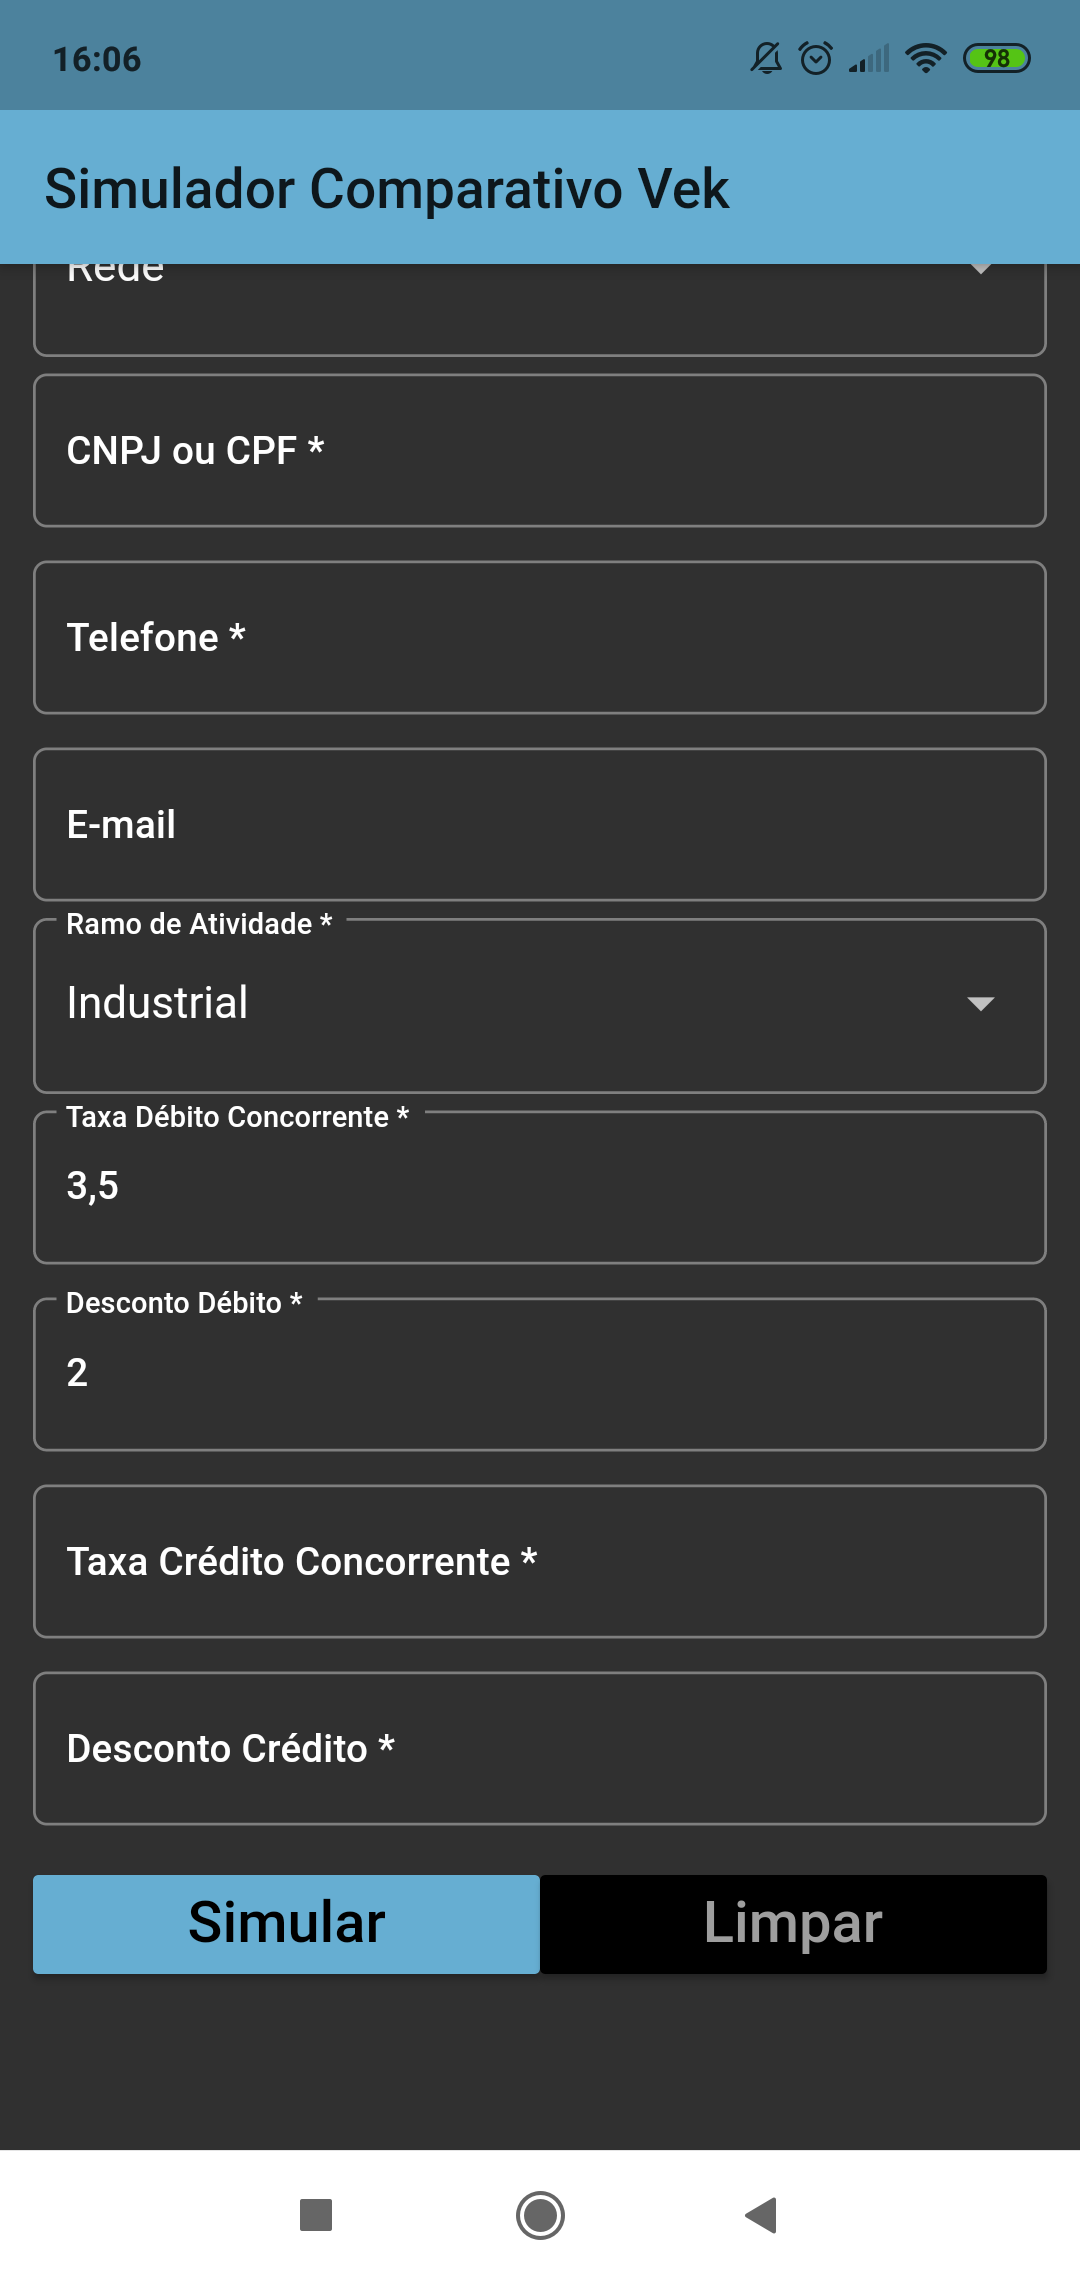 16:06
98
Simulador Comparativo Vek
Rede
CNPJ ou CPF *
Telefone *
E-mail
Ramo de Atividade *
Industrial
Taxa Débito Concorrente *
3,5
Desconto Débito *
2
Taxa Crédito Concorrente *
Desconto Crédito *
Simular
Limpar